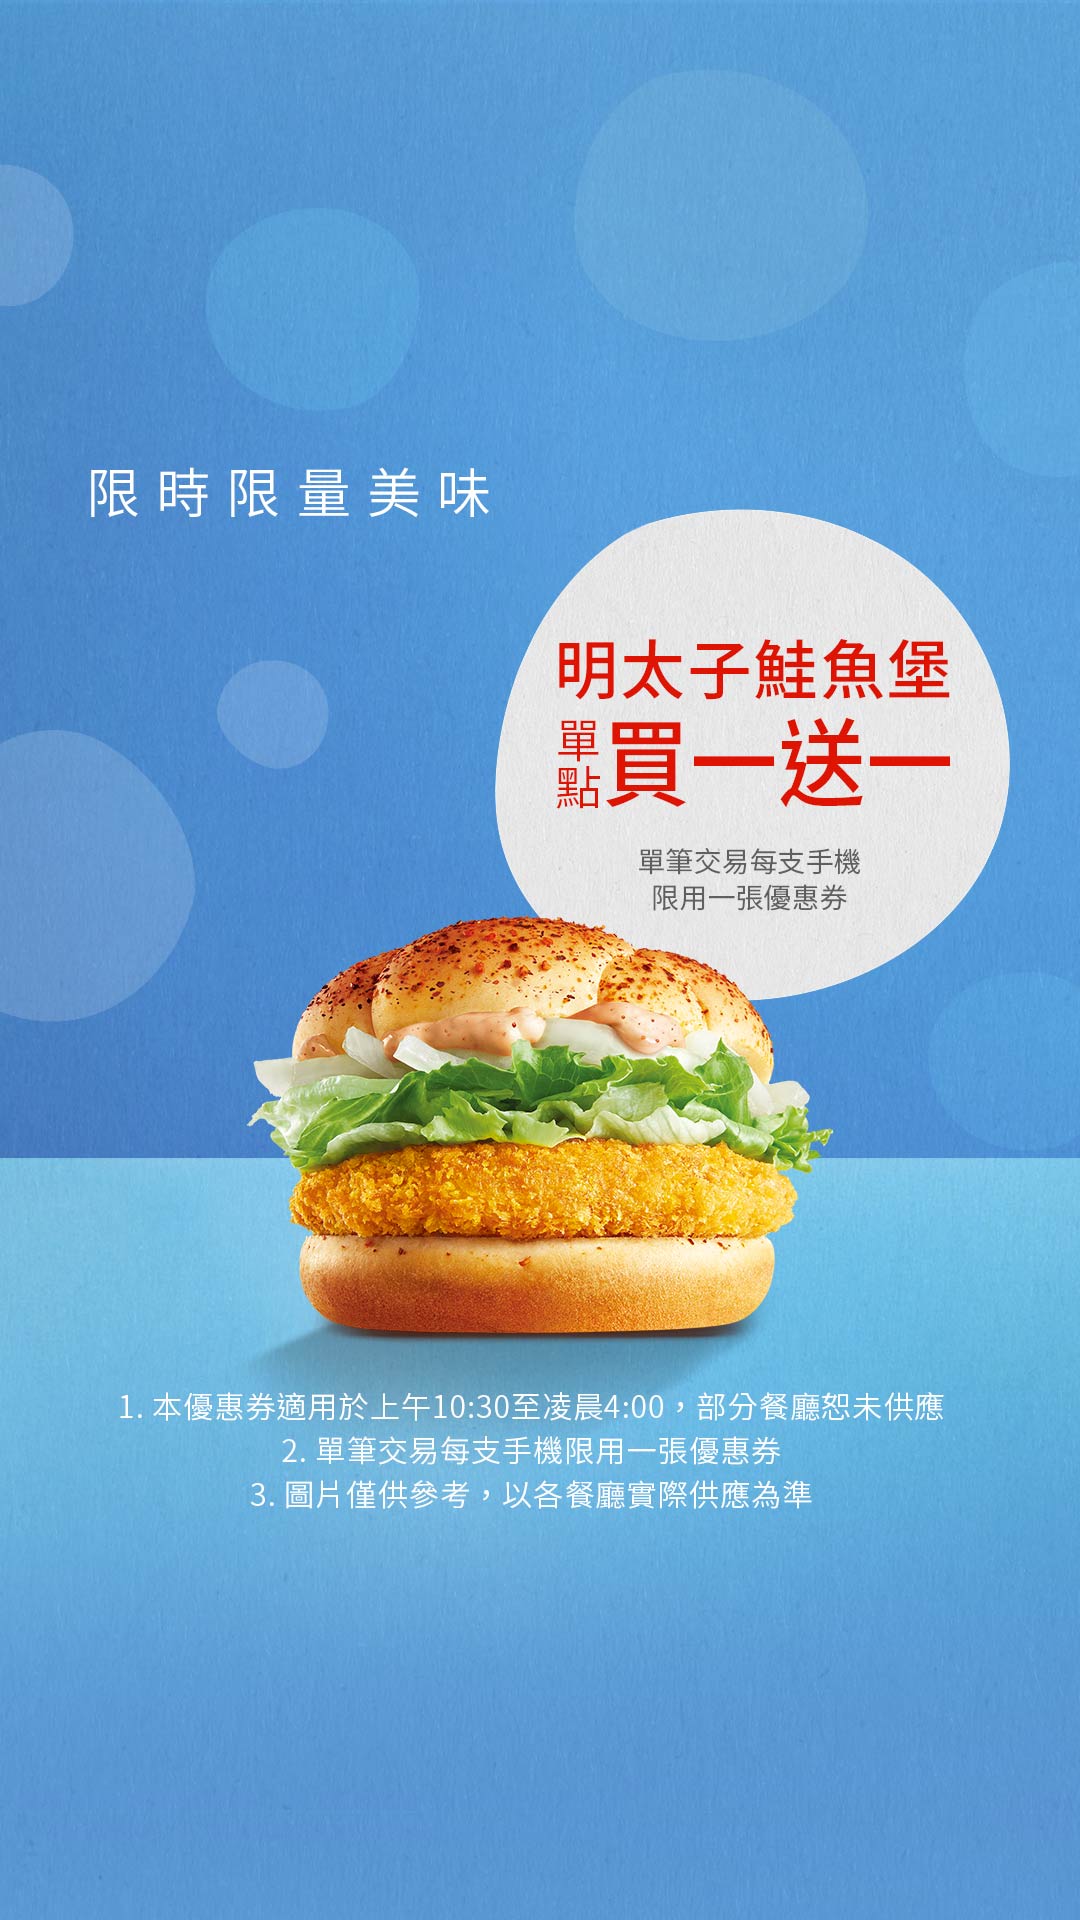 限時限量美味
明太子鮭魚堡
單點買一送一
單筆交易每支手機
限用一張優惠券
1. 本優惠券適用於上午10:30至凌晨4:00，部分餐廳恕未供應
2. 單筆交易每支手機限用一張優惠券
3. 圖片僅供參考，以各餐廳實際供應為準